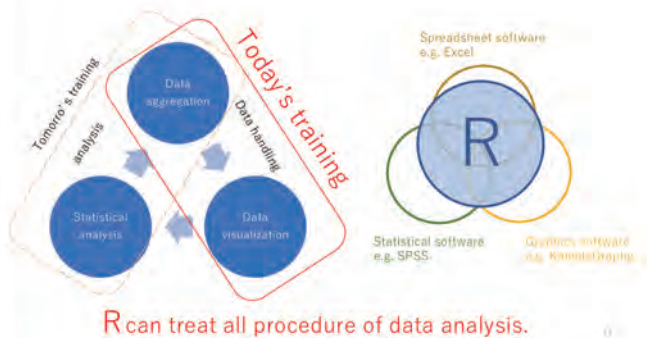 Tomorro's training
analysis
Data
aggregation
Today's training
Data handling
Statistical
analysis
Data
visualization
Spreadsheet software
e.g. Excel
R
Statistical software
e.g. SPSS
software
e.g.
R can treat all procedure of data analysis.